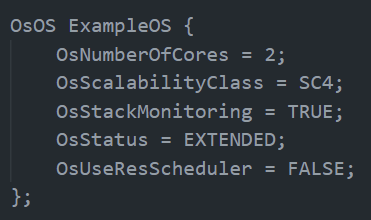 OsOS ExampleOS {
    OsNumberOfCores = 2;
    OsScalabilityClass = SC4;
    OsStackMonitoring = TRUE;
    OsStatus = EXTENDED;
    OsUseResScheduler = FALSE;
};